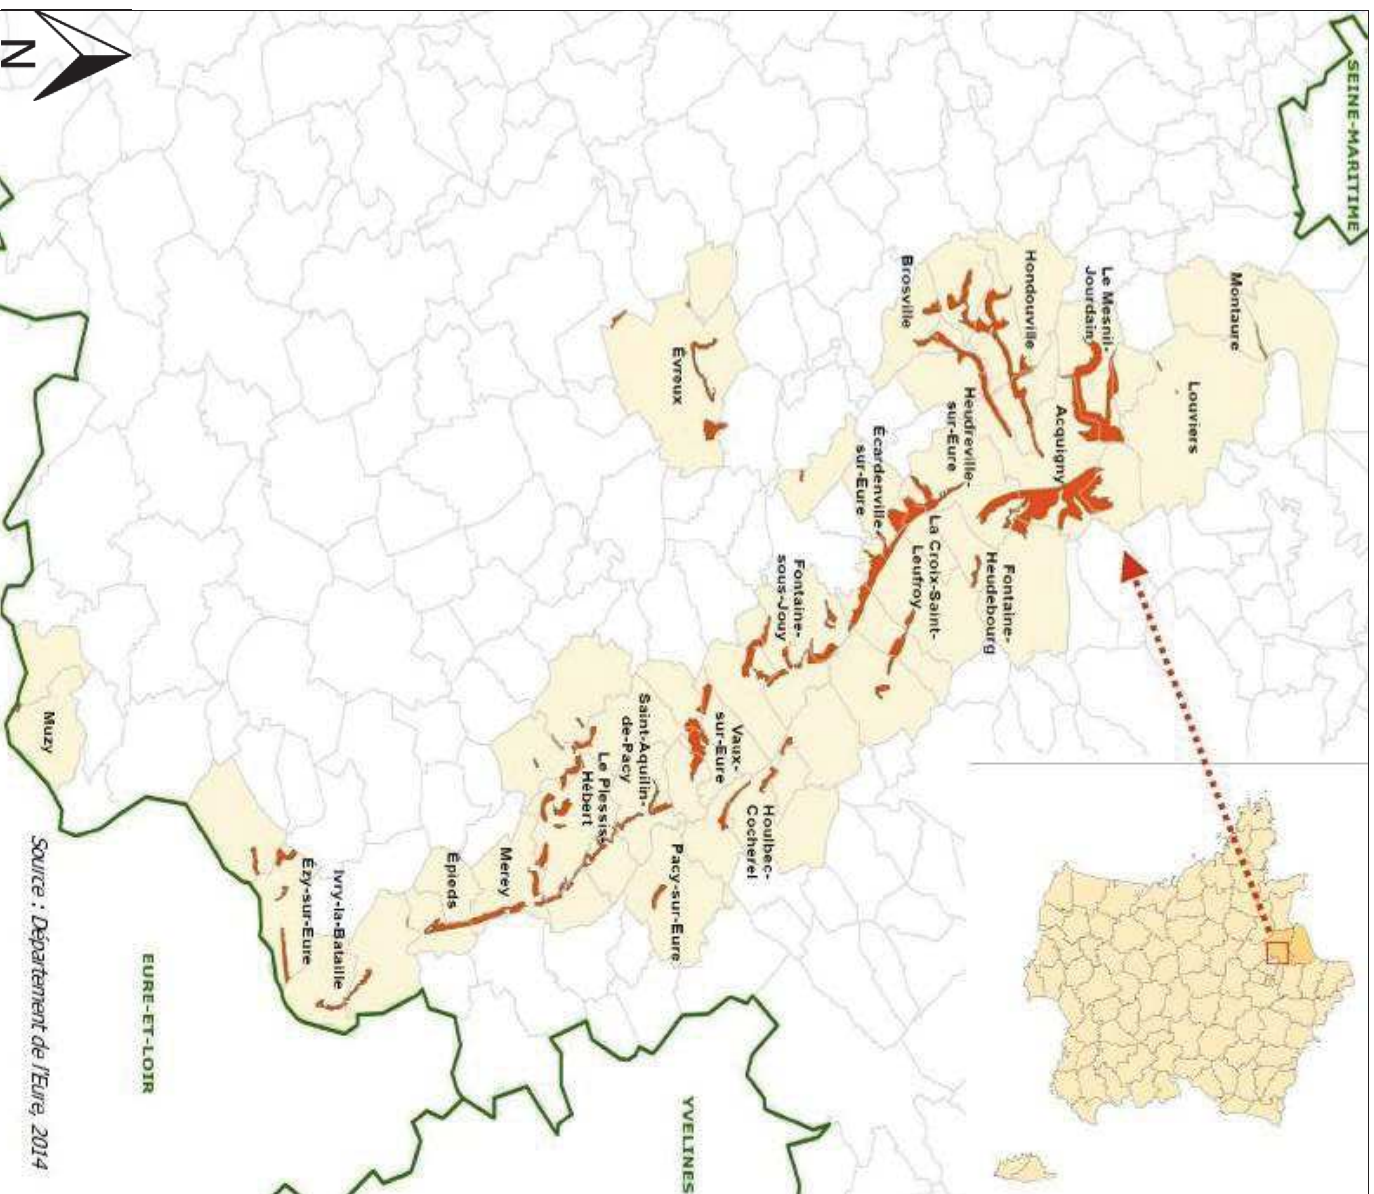 SEINE-MARITIME
Montaure
Louviers
Le Mesnil-
Jourdain
Hondouville
Acquigny
Brosville
Heudreville-
sur-Eure
Fontaine-
Heudebourg
Écardenville-
sur-Eure
La Croix-Saint-
Leufroy
Évreux
Fontaine-
sous-Jouy
Vaux-
sur-Eure
Houlbec-
Cocherel
Saint-Aquilin-
de-Pacy
Pacy-sur-Eure
Le Plessis-
Hébert
Merey
Épieds
Ivry-la-Bataille
Ézy-sur-Eure
Muzy
YVELINES
EURE-ET-LOIR
N
Source : Département de l'Eure, 2014